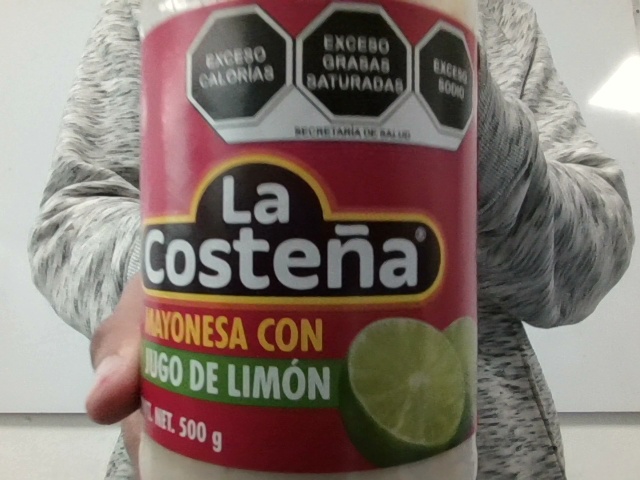 EXCESO
CALORÍAS
EXCESO
GRASAS
SATURADAS
EXCESO
SODIO
SECRETARÍA DE SALUD
La
Costeña®
MAYONESA CON
JUGO DE LIMÓN
NET. 500 g